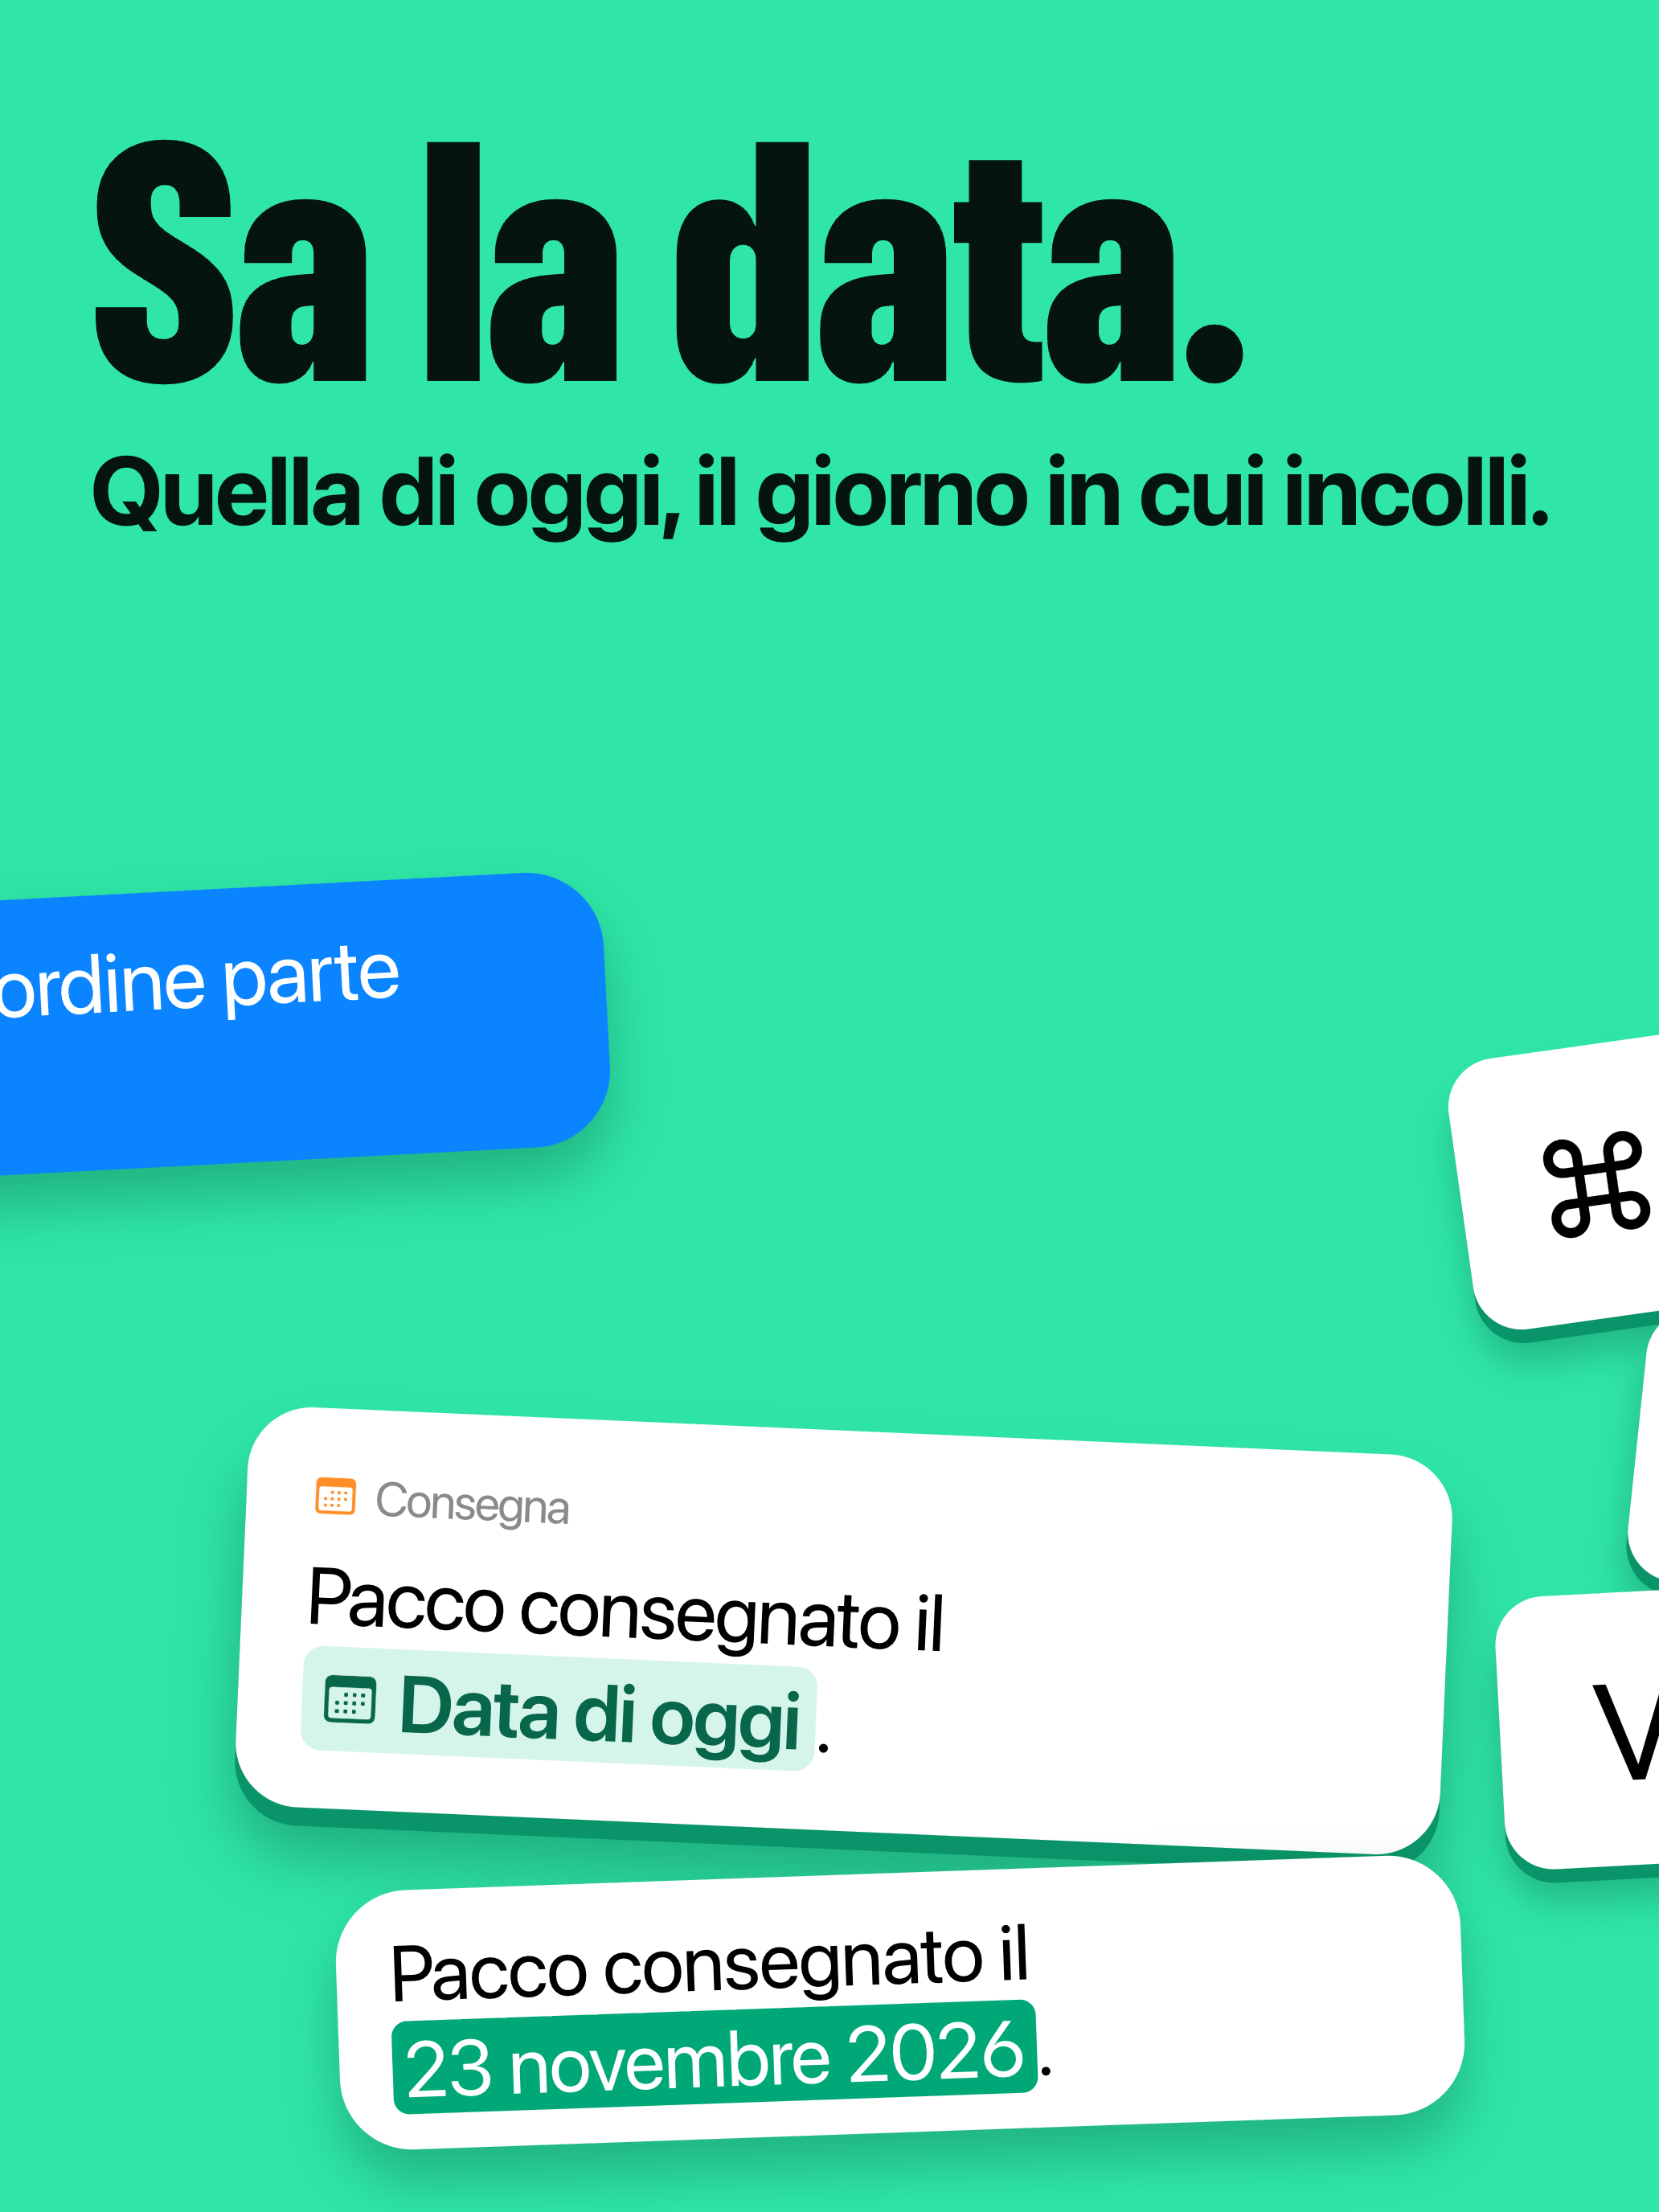 Sa la data.
Quella di oggi, il giorno in cui incolli.
ordine parte
⌘
Consegna
Pacco consegnato il
Data di oggi.
V
Pacco consegnato il
23 novembre 2026.